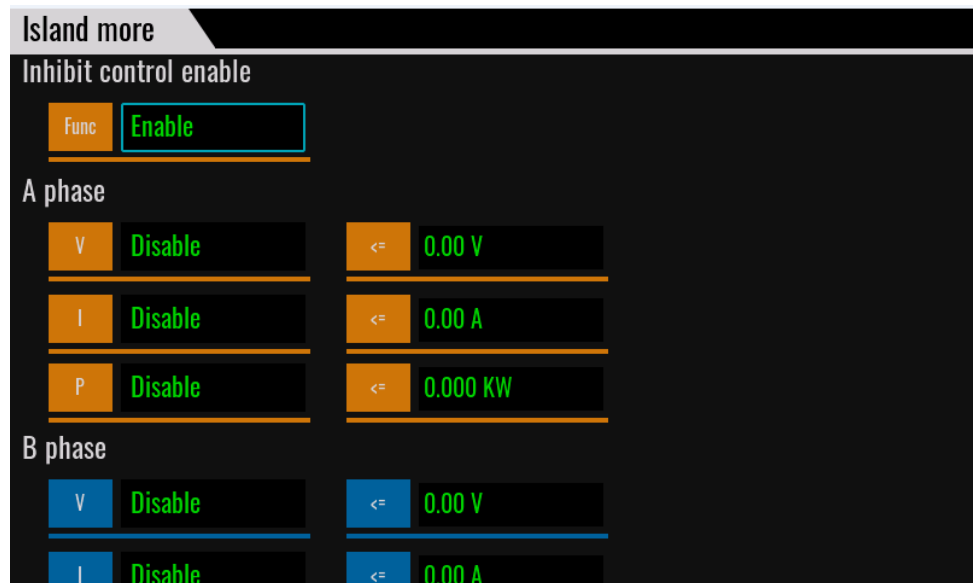 Island more
Inhibit control enable
Func Enable
A phase
V Disable <= 0.00 V
I Disable <= 0.00 A
P Disable <= 0.000 KW
B phase
V Disable <= 0.00 V
I Disable <= 0.00 A